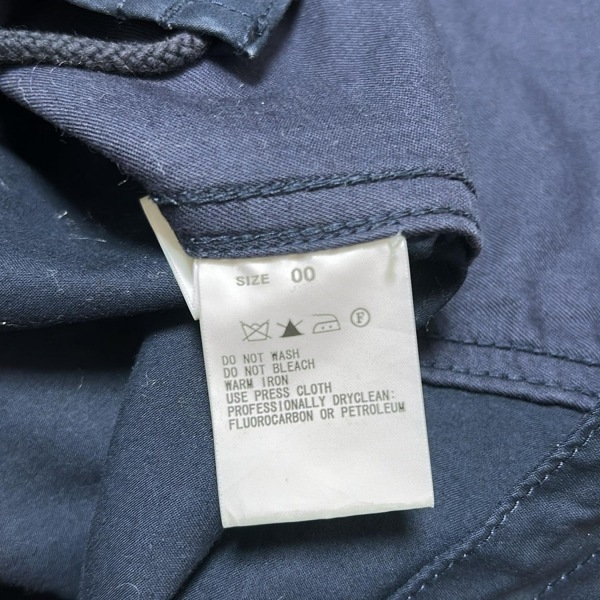 SIZE 00
F
DO NOT WASH
DO NOT BLEACH
WARM IRON
USE PRESS CLOTH
PROFESSIONALLY DRYCLEAN:
FLUOROCARBON OR PETROLEUM